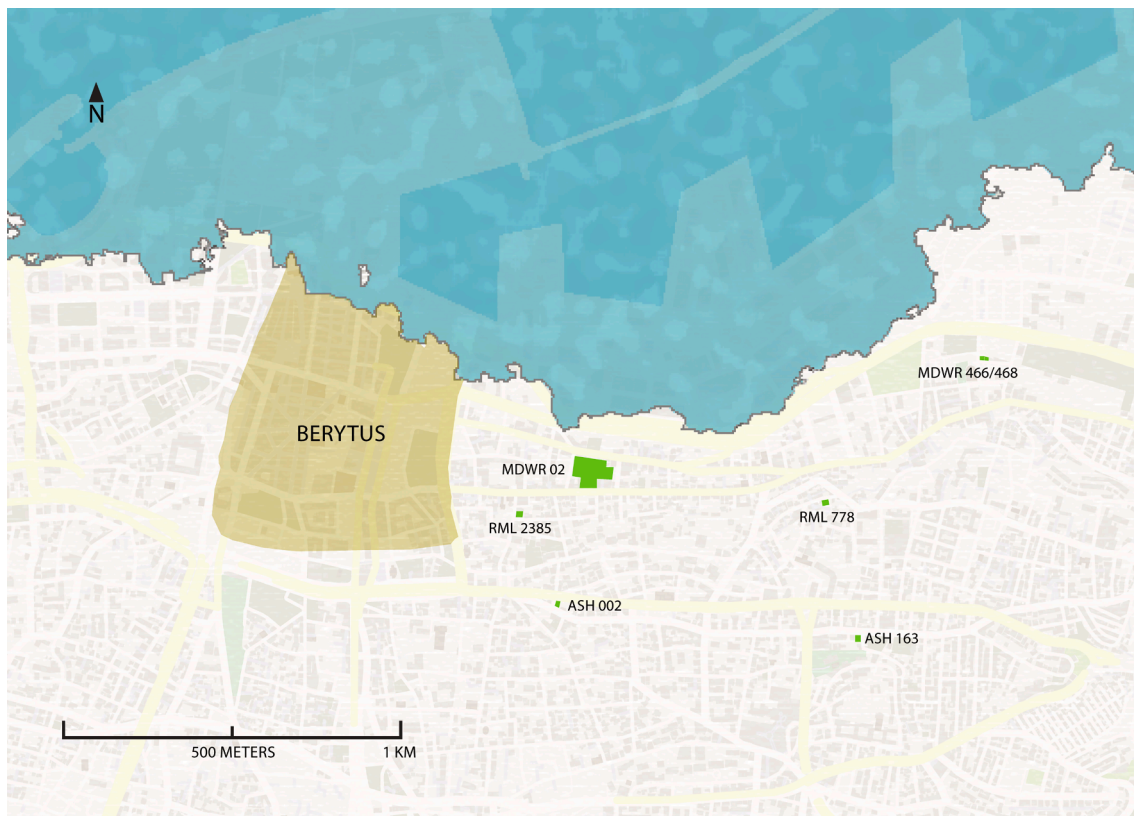 N
MDWR 466/468
BERYTUS
MDWR 02
RML 2385
RML 778
ASH 002
ASH 163
500 METERS
1 KM